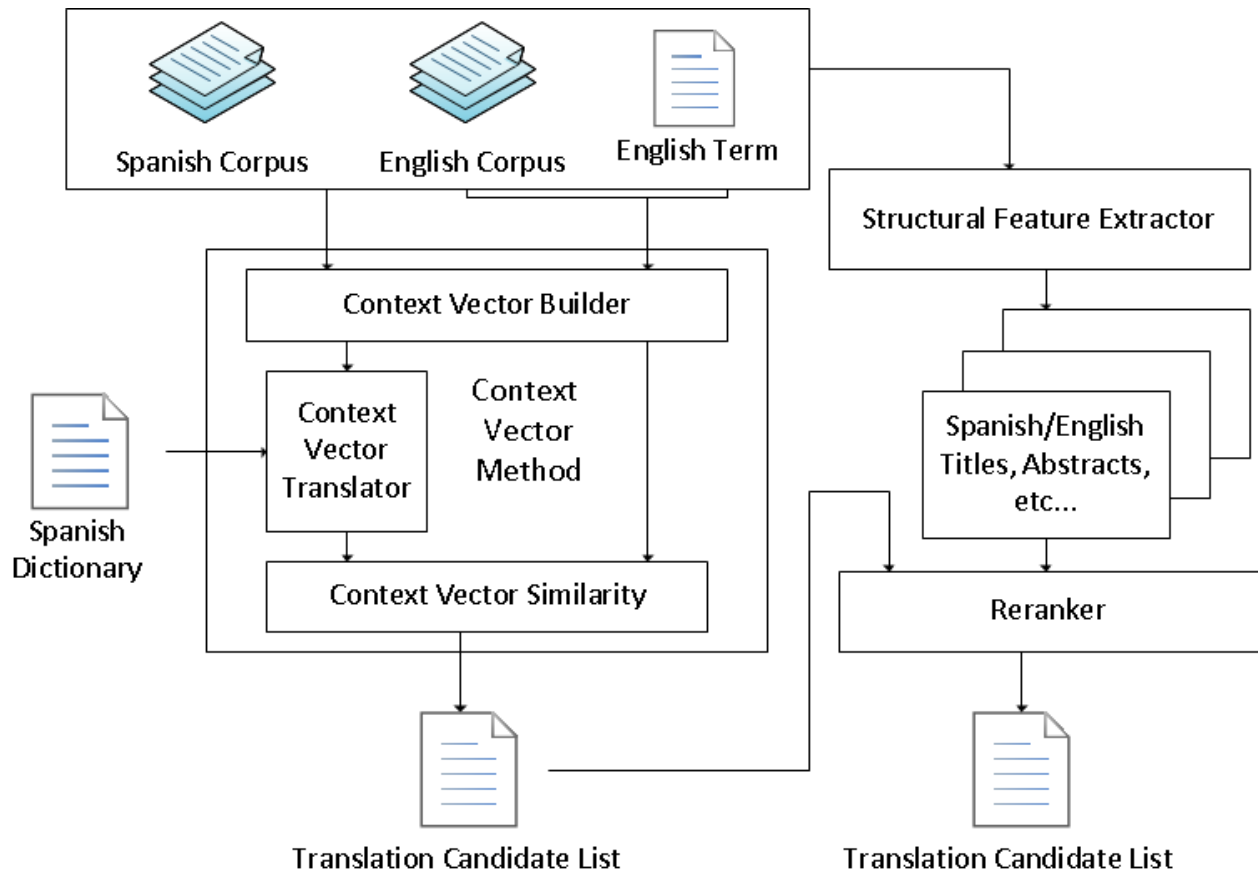 Spanish Corpus
English Corpus
English Term
Structural Feature Extractor
Context Vector Builder
Context
Vector
Translator
Context
Vector
Method
Spanish/English
Titles, Abstracts,
etc...
Spanish
Dictionary
Context Vector Similarity
Reranker
Translation Candidate List
Translation Candidate List